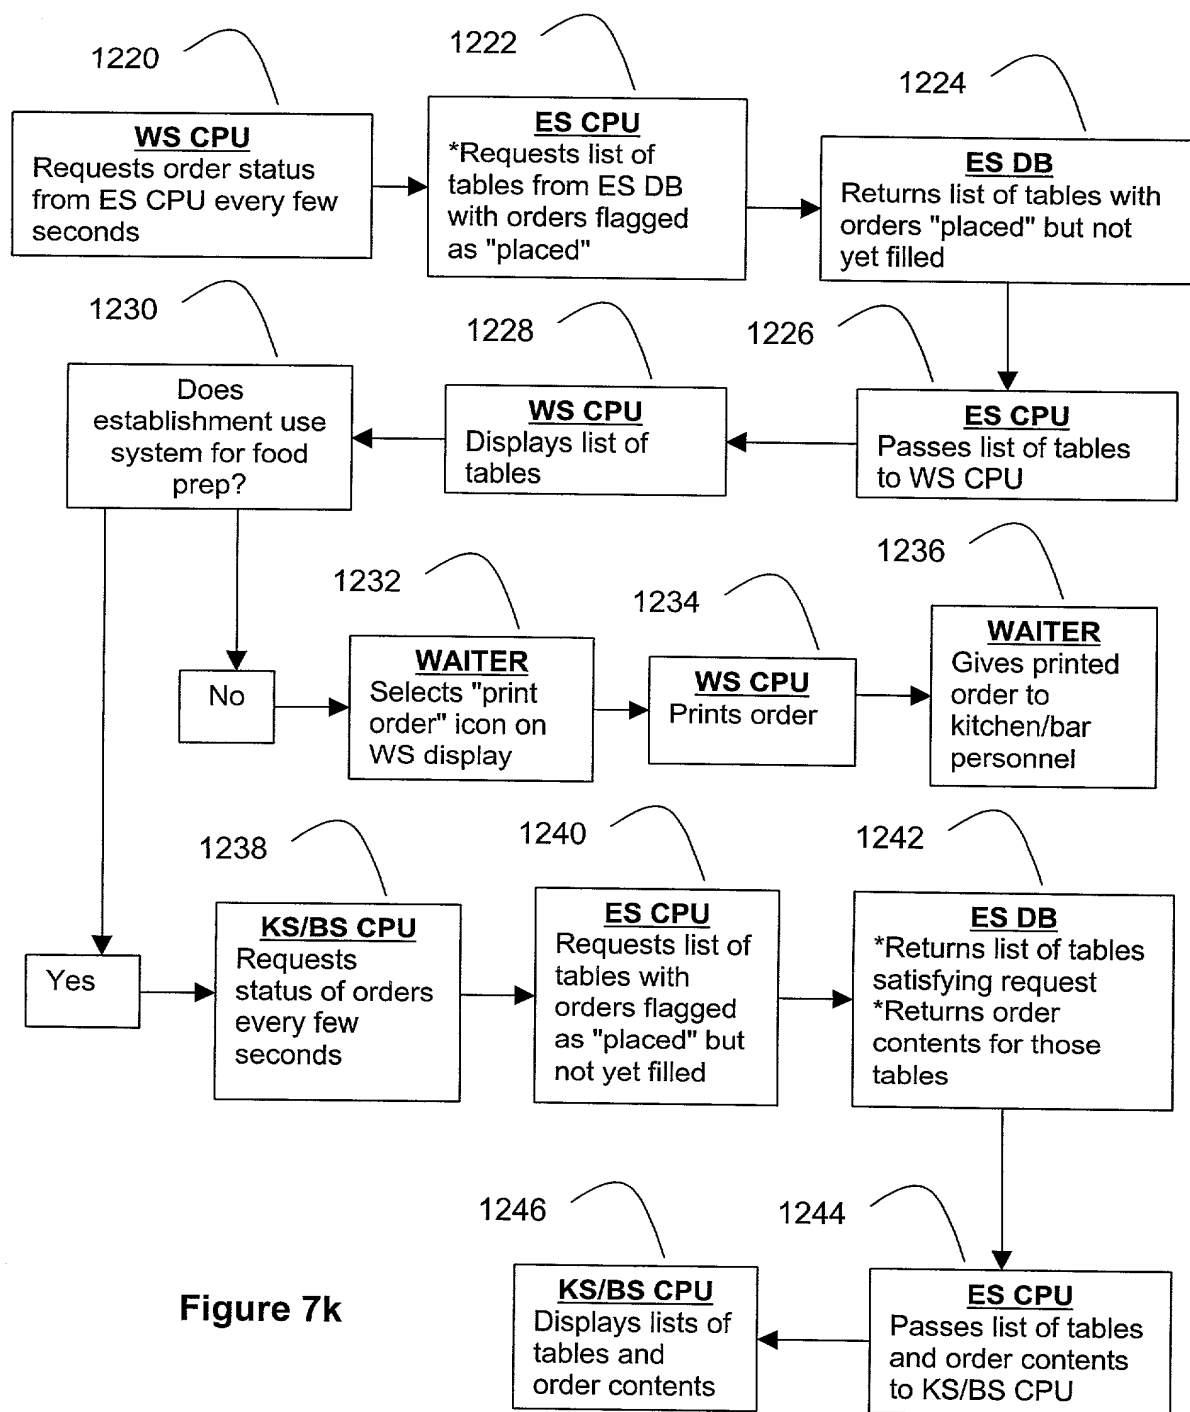 1220
WS CPU
Requests order status
from ES CPU every few
seconds
1222
ES CPU
*Requests list of
tables from ES DB
with orders flagged
as "placed"
1224
ES DB
Returns list of tables with
orders "placed" but not
yet filled
1226
ES CPU
Passes list of tables
to WS CPU
1228
WS CPU
Displays list of
tables
1230
Does
establishment use
system for food
prep?
No
1232
WAITER
Selects "print
order" icon on
WS display
1234
WS CPU
Prints order
1236
WAITER
Gives printed
order to
kitchen/bar
personnel
Yes
1238
KS/BS CPU
Requests
status of orders
every few
seconds
1240
ES CPU
Requests list of
tables with
orders flagged
as "placed" but
not yet filled
1242
ES DB
*Returns list of tables
satisfying request
*Returns order
contents for those
tables
1244
ES CPU
Passes list of tables
and order contents
to KS/BS CPU
1246
KS/BS CPU
Displays lists of
tables and
order contents
Figure 7k